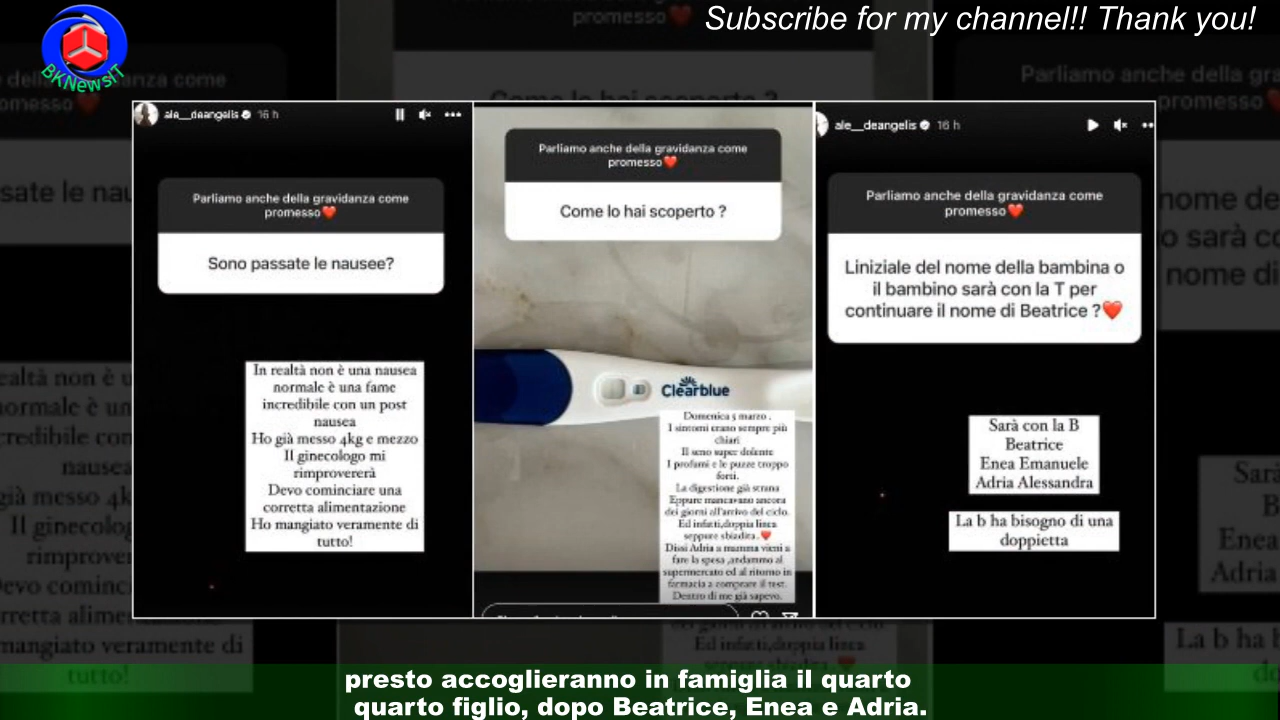 Subscribe for my channel!! Thank you!
BKNewsIT
ale__deangelis 16 h
Parliamo anche della gravidanza come
promesso❤️
Sono passate le nausee?
In realtà non è una nausea
normale è una fame
incredibile con un post
nausea
Ho già messo 4kg e mezzo
Il ginecologo mi
rimprovererà
Devo cominciare una
corretta alimentazione
Ho mangiato veramente di
tutto!
Parliamo anche della gravidanza come
promesso❤️
Come lo hai scoperto ?
Clearblue
Domenica 5 marzo .
I sintomi erano sempre più
chiari
Il seno super dolente
I profumi e le puzze troppo
forti.
La digestione già strana
Eppure mancavano ancora
dei giorni all'arrivo del ciclo.
Ed infatti,doppia linea
seppure sbiadita.❤️
Dissi Adria a mamma vieni a
fare la spesa ,andammo al
supermercato ed al ritorno in
farmacia a comprare il test.
Dentro di me già sapevo.
ale__deangelis 16 h
Parliamo anche della gravidanza come
promesso❤️
Liniziale del nome della bambina o
il bambino sarà con la T per
continuare il nome di Beatrice ?❤️
Sarà con la B
Beatrice
Enea Emanuele
Adria Alessandra
La b ha bisogno di una
doppietta
presto accoglieranno in famiglia il quarto
quarto figlio, dopo Beatrice, Enea e Adria.